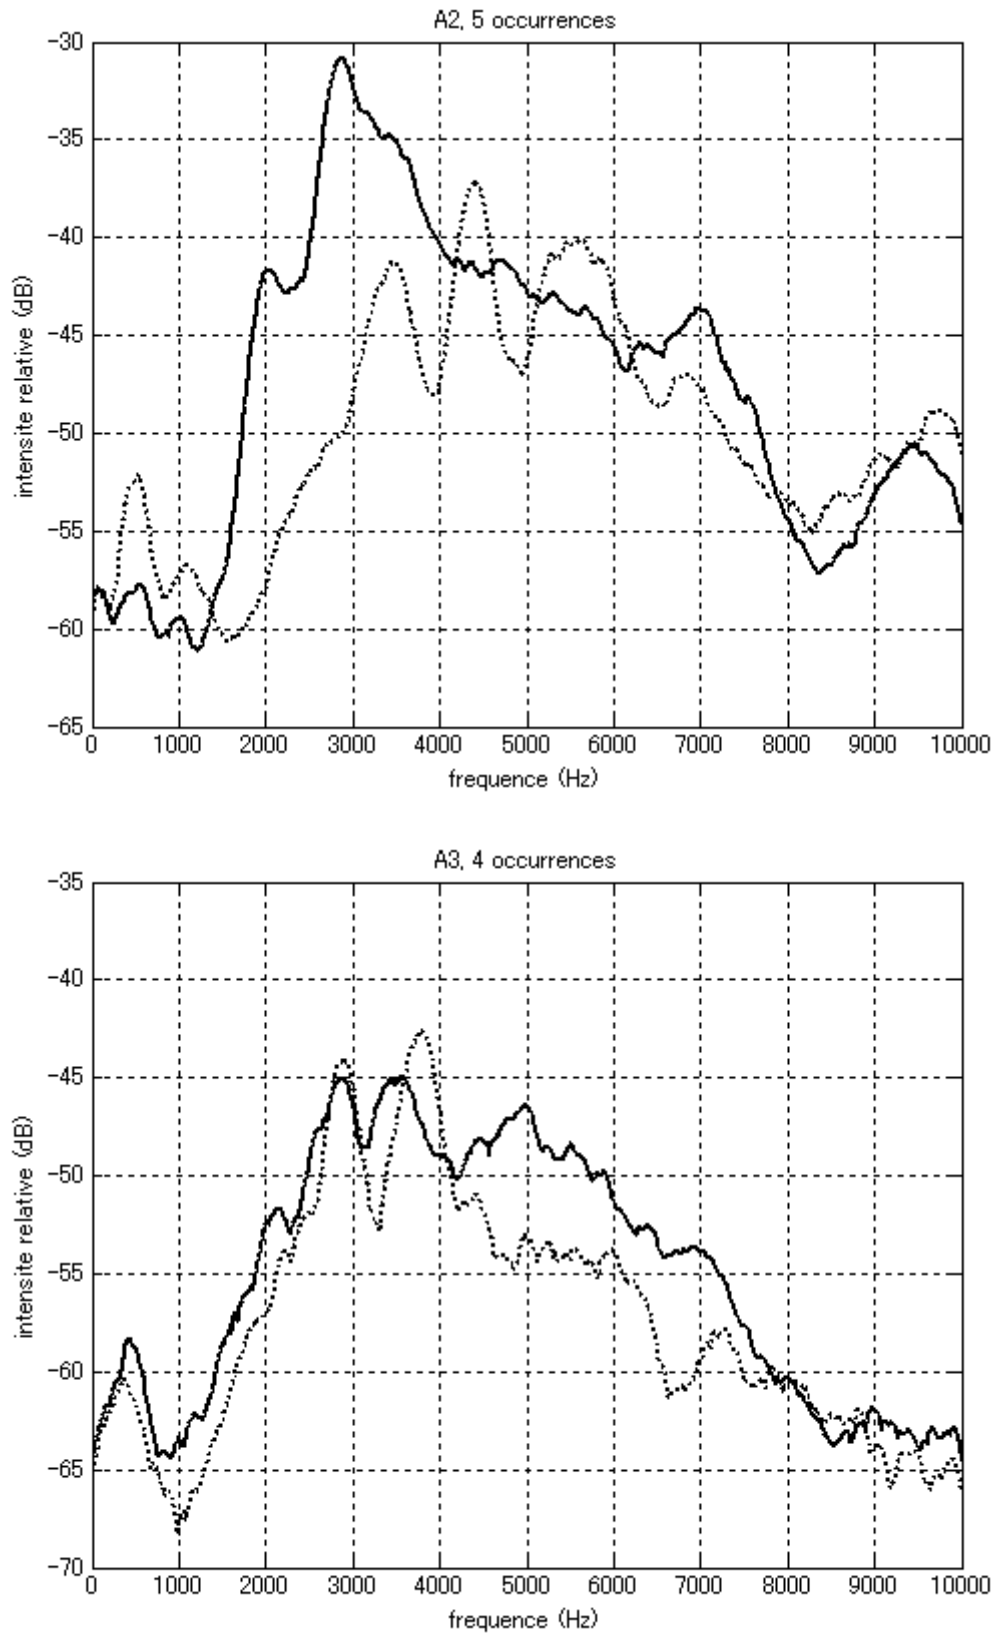 A2, 5 occurrences
-30
-35
-40
-45
-50
-55
-60
-65
intensite relative (dB)
0 1000 2000 3000 4000 5000 6000 7000 8000 9000 10000
frequence (Hz)
A3, 4 occurrences
-35
-40
-45
-50
-55
-60
-65
-70
intensite relative (dB)
0 1000 2000 3000 4000 5000 6000 7000 8000 9000 10000
frequence (Hz)